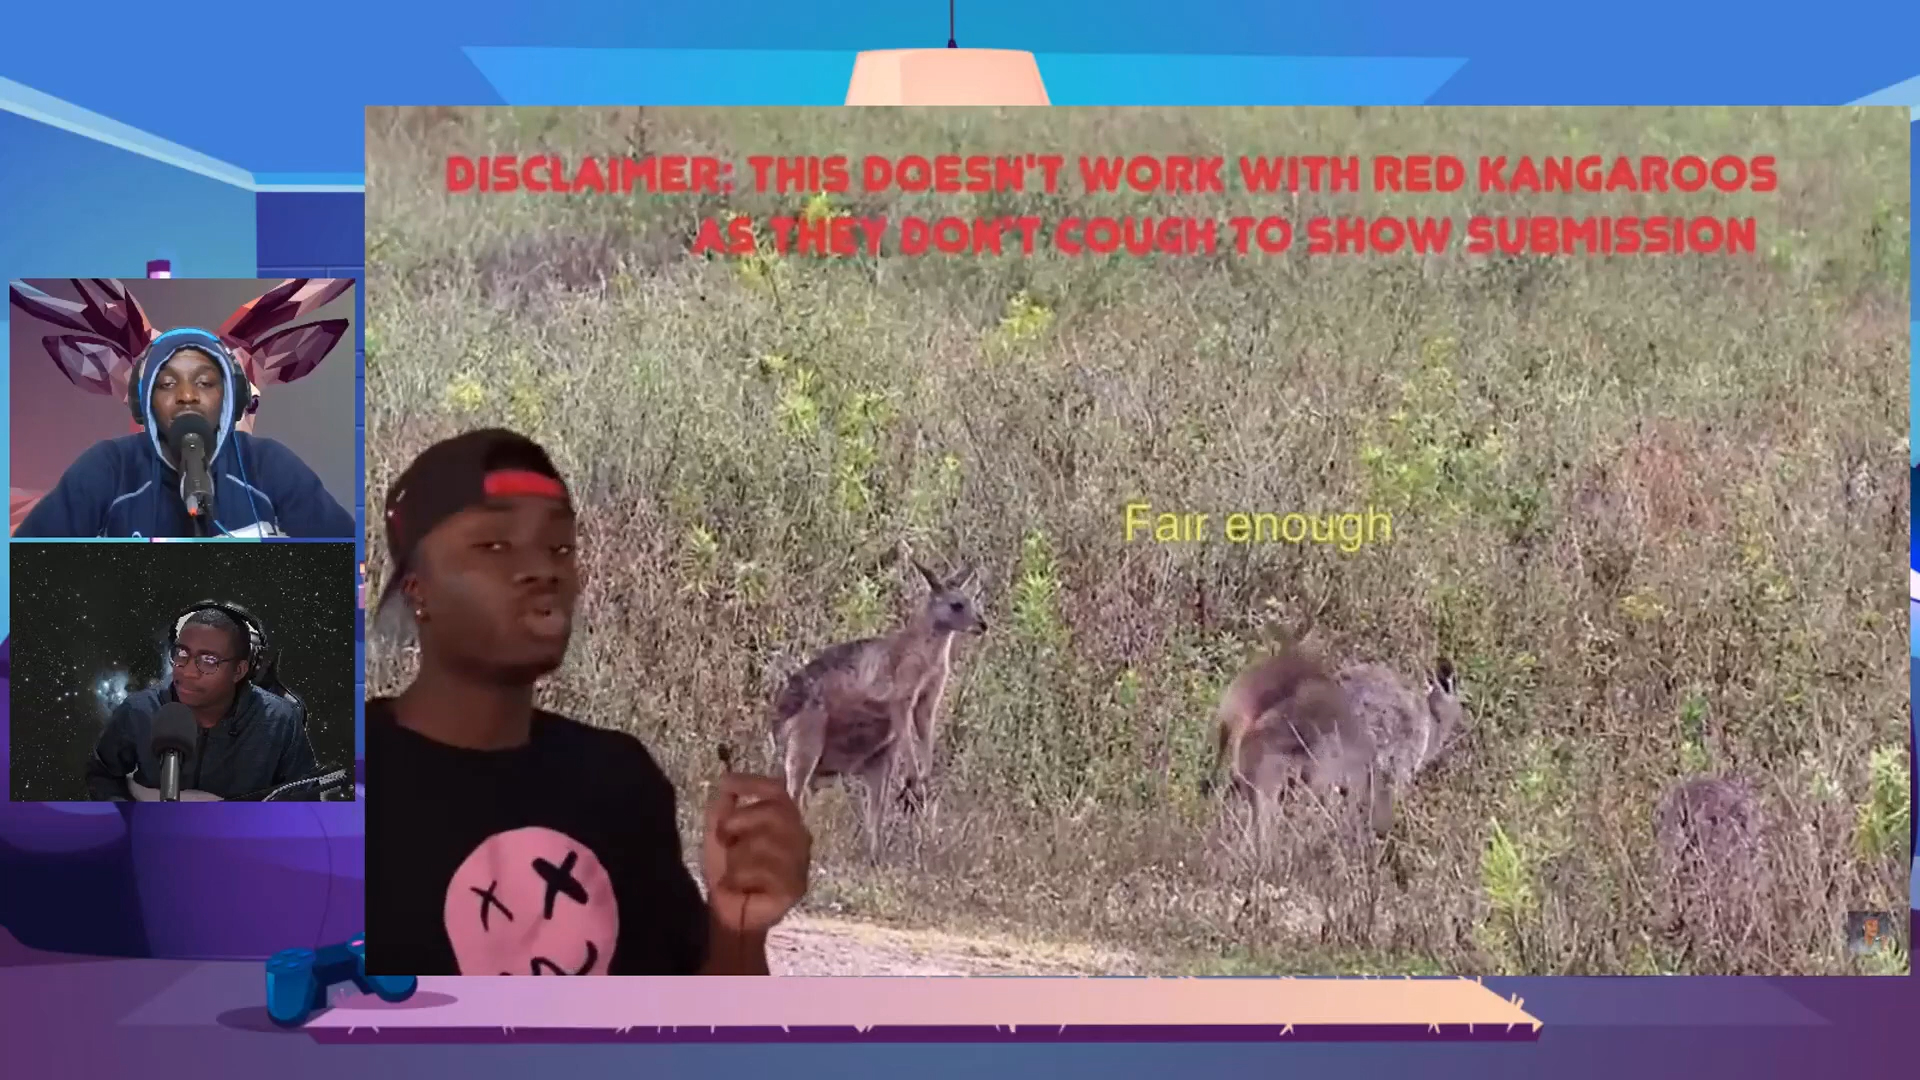 DISCLAIMER: THIS DOESN'T WORK WITH RED KANGAROOS
AS THEY DON'T COUGH TO SHOW SUBMISSION
Fair enough